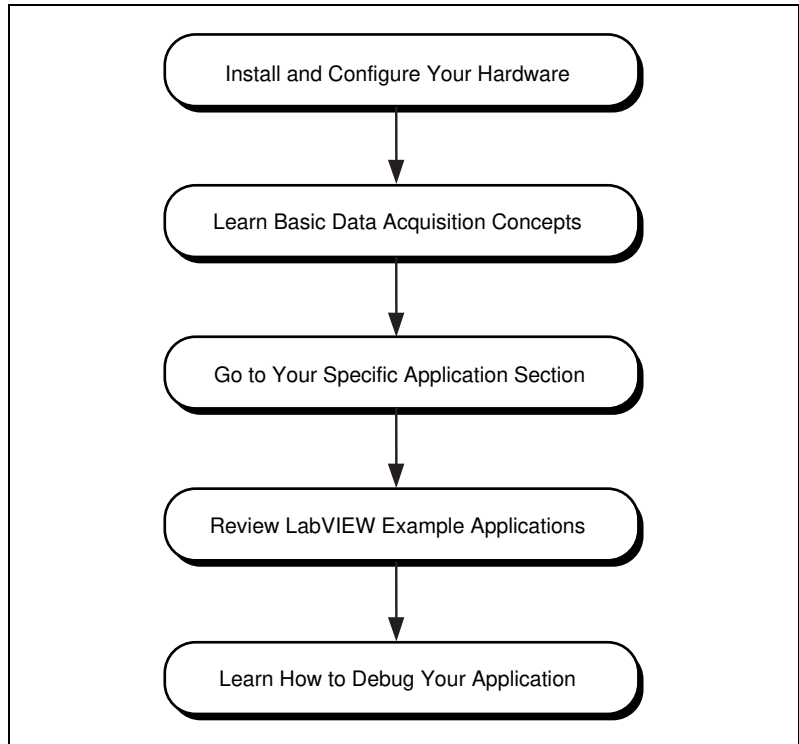 Install and Configure Your Hardware
Learn Basic Data Acquisition Concepts
Go to Your Specific Application Section
Review LabVIEW Example Applications
Learn How to Debug Your Application